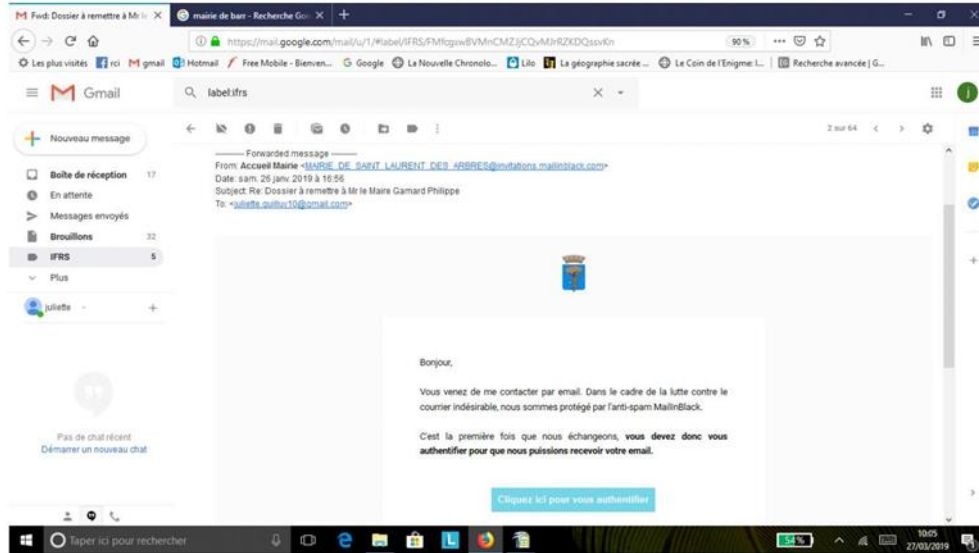 Fwd: Dossier à remettre à Mr le
mairie de barr - Recherche Goo
https://mail.google.com/mail/u/1/#label/IFRS/
90 %
Les plus visités
rci
M gmail
Hotmail
Free Mobile - Bienven...
Google
La Nouvelle Chronolo...
Lilo
La géographie sacrée ...
Le Coin de l'Enigme: l...
Recherche avancée | G...
Gmail
label:ifrs
j
Nouveau message
2 sur 64
Boîte de réception 17
En attente
Messages envoyés
Brouillons 32
IFRS 5
Plus
juliette
Pas de chat récent
Démarrer un nouveau chat
---------- Forwarded message ----------
From: Accueil Mairie <MAIRIE_DE_SAINT_LAURENT_DES_ARBRES@invitations.mailinblack.com>
Date: sam. 26 janv. 2019 à 16:56
Subject: Re: Dossier à remettre à Mr le Maire Gamard Philippe
To:
Bonjour,
Vous venez de me contacter par email. Dans le cadre de la lutte contre le
courrier indésirable, nous sommes protégé par l'anti-spam MailInBlack.
C'est la première fois que nous échangeons, vous devez donc vous
authentifier pour que nous puissions recevoir votre email.
Cliquez ici pour vous authentifier
Taper ici pour rechercher
L
54%
10:05
27/03/2019